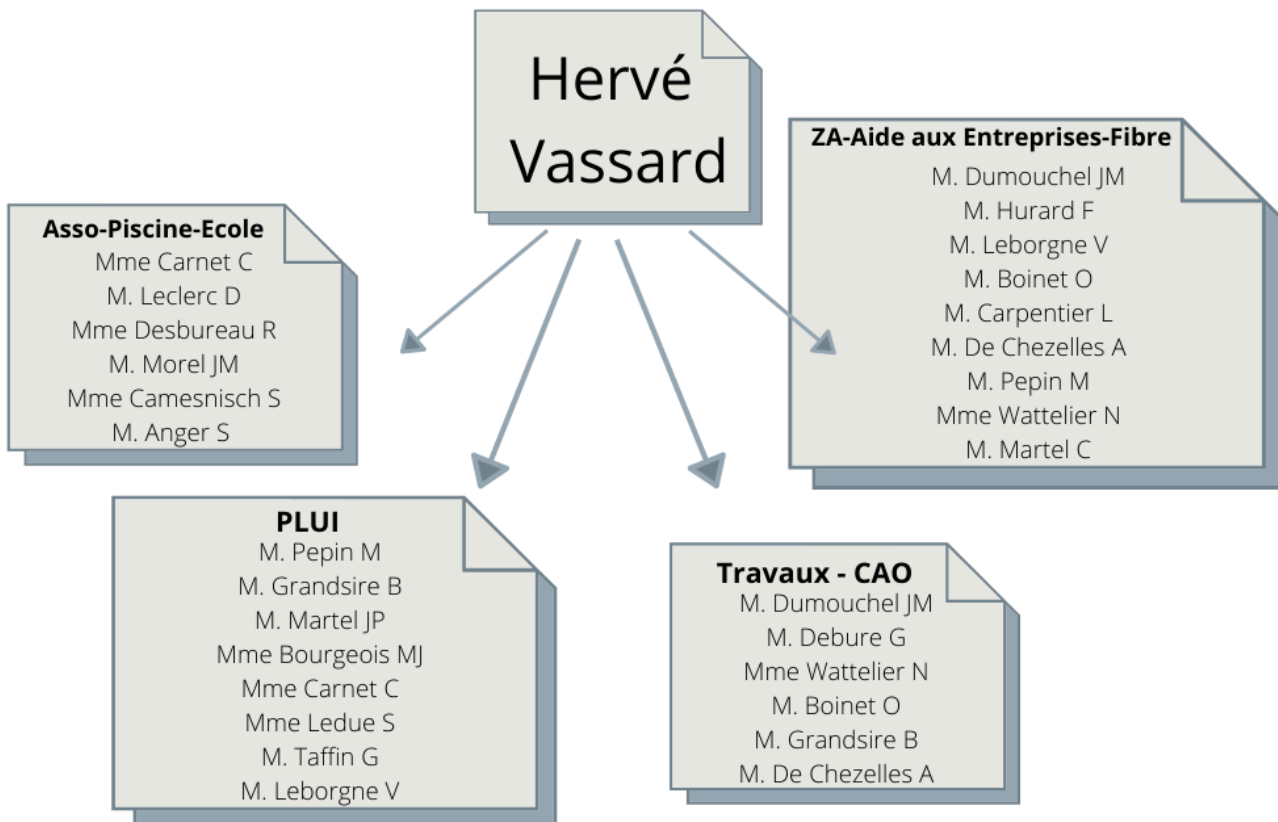 Hervé
Vassard
Asso-Piscine-Ecole
Mme Carnet C
M. Leclerc D
Mme Desbureau R
M. Morel JM
Mme Camesnisch S
M. Anger S
ZA-Aide aux Entreprises-Fibre
M. Dumouchel JM
M. Hurard F
M. Leborgne V
M. Boinet O
M. Carpentier L
M. De Chezelles A
M. Pepin M
Mme Wattelier N
M. Martel C
PLUI
M. Pepin M
M. Grandsire B
M. Martel JP
Mme Bourgeois MJ
Mme Carnet C
Mme Ledue S
M. Taffin G
M. Leborgne V
Travaux - CAO
M. Dumouchel JM
M. Debure G
Mme Wattelier N
M. Boinet O
M. Grandsire B
M. De Chezelles A